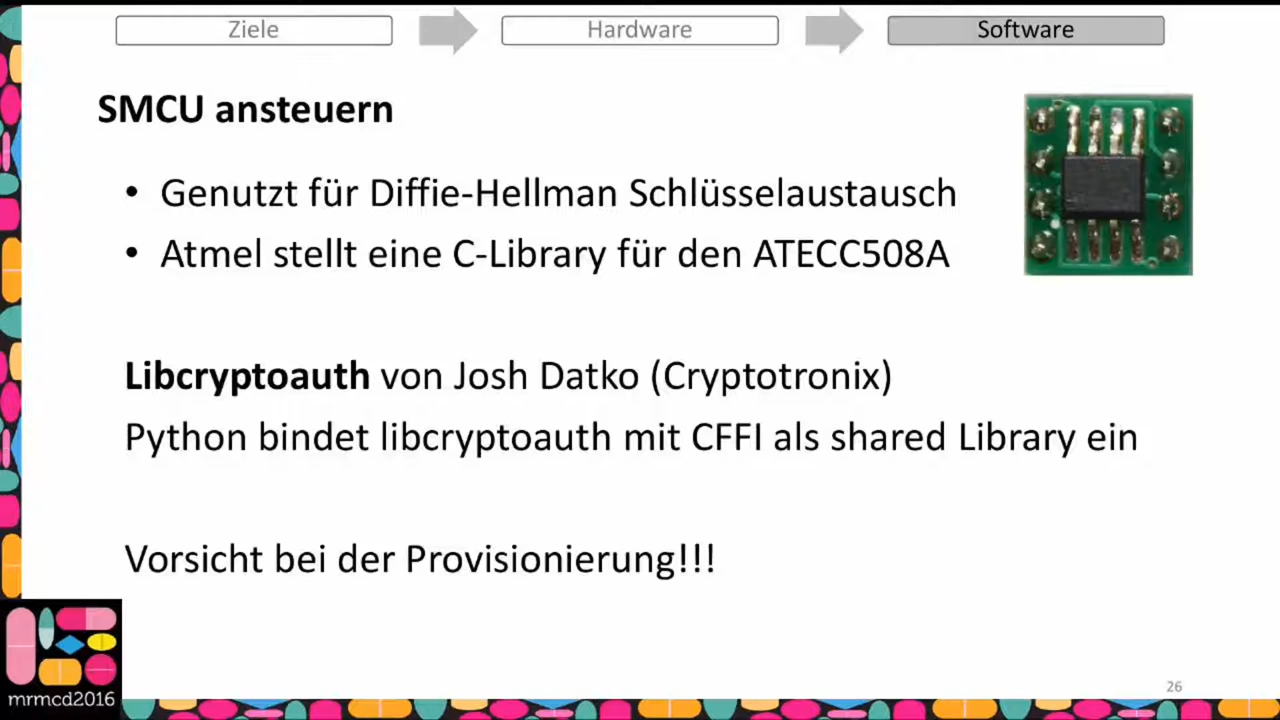 Ziele
Hardware
Software
SMCU ansteuern
• Genutzt für Diffie-Hellman Schlüsselaustausch
• Atmel stellt eine C-Library für den ATECC508A
Libcryptoauth von Josh Datko (Cryptotronix)
Python bindet libcryptoauth mit CFFI als shared Library ein
Vorsicht bei der Provisionierung!!!
mrmcd2016
26